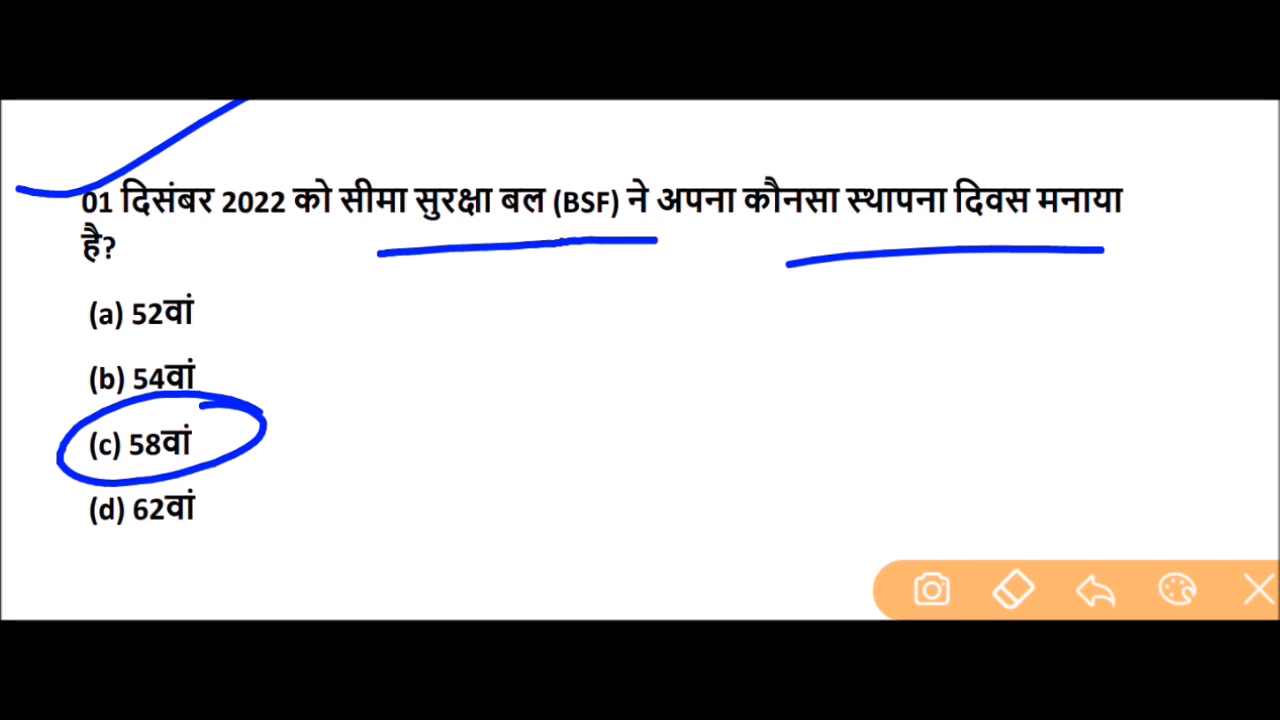 01 दिसंबर 2022 को सीमा सुरक्षा बल (BSF) ने अपना कौनसा स्थापना दिवस मनाया
है?
(a) 52वां
(b) 54वां
(c) 58वां
(d) 62वां